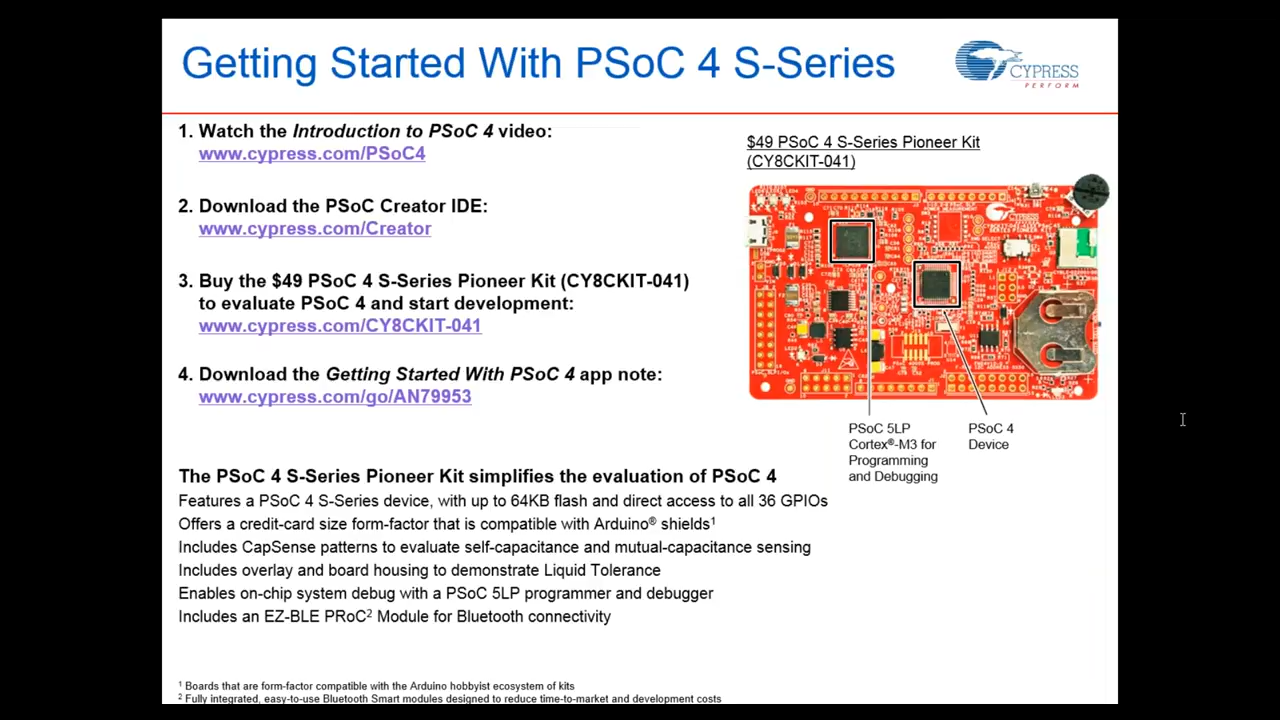 Getting Started With PSoC 4 S-Series
CYPRESS
PERFORM
1. Watch the Introduction to PSoC 4 video:
www.cypress.com/PSoC4
2. Download the PSoC Creator IDE:
www.cypress.com/Creator
3. Buy the $49 PSoC 4 S-Series Pioneer Kit (CY8CKIT-041)
to evaluate PSoC 4 and start development:
www.cypress.com/CY8CKIT-041
4. Download the Getting Started With PSoC 4 app note:
www.cypress.com/go/AN79953
$49 PSoC 4 S-Series Pioneer Kit
(CY8CKIT-041)
PSoC 5LP
Cortex®-M3 for
Programming
and Debugging
PSoC 4
Device
The PSoC 4 S-Series Pioneer Kit simplifies the evaluation of PSoC 4
Features a PSoC 4 S-Series device, with up to 64KB flash and direct access to all 36 GPIOs
Offers a credit-card size form-factor that is compatible with Arduino® shields¹
Includes CapSense patterns to evaluate self-capacitance and mutual-capacitance sensing
Includes overlay and board housing to demonstrate Liquid Tolerance
Enables on-chip system debug with a PSoC 5LP programmer and debugger
Includes an EZ-BLE PRoC² Module for Bluetooth connectivity
¹ Boards that are form-factor compatible with the Arduino hobbyist ecosystem of kits
² Fully integrated, easy-to-use Bluetooth Smart modules designed to reduce time-to-market and development costs